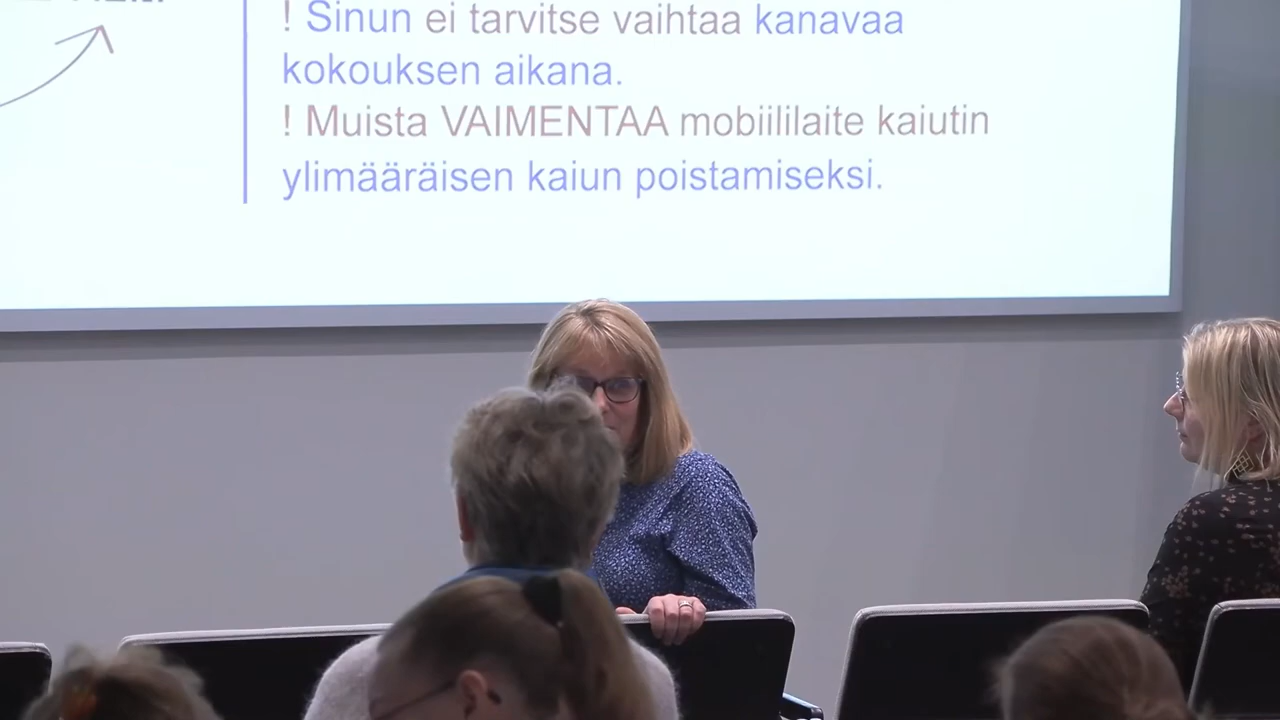 ! Sinun ei tarvitse vaihtaa kanavaa
kokouksen aikana.
! Muista VAIMENTAA mobiililaite kaiutin
ylimääräisen kaiun poistamiseksi.